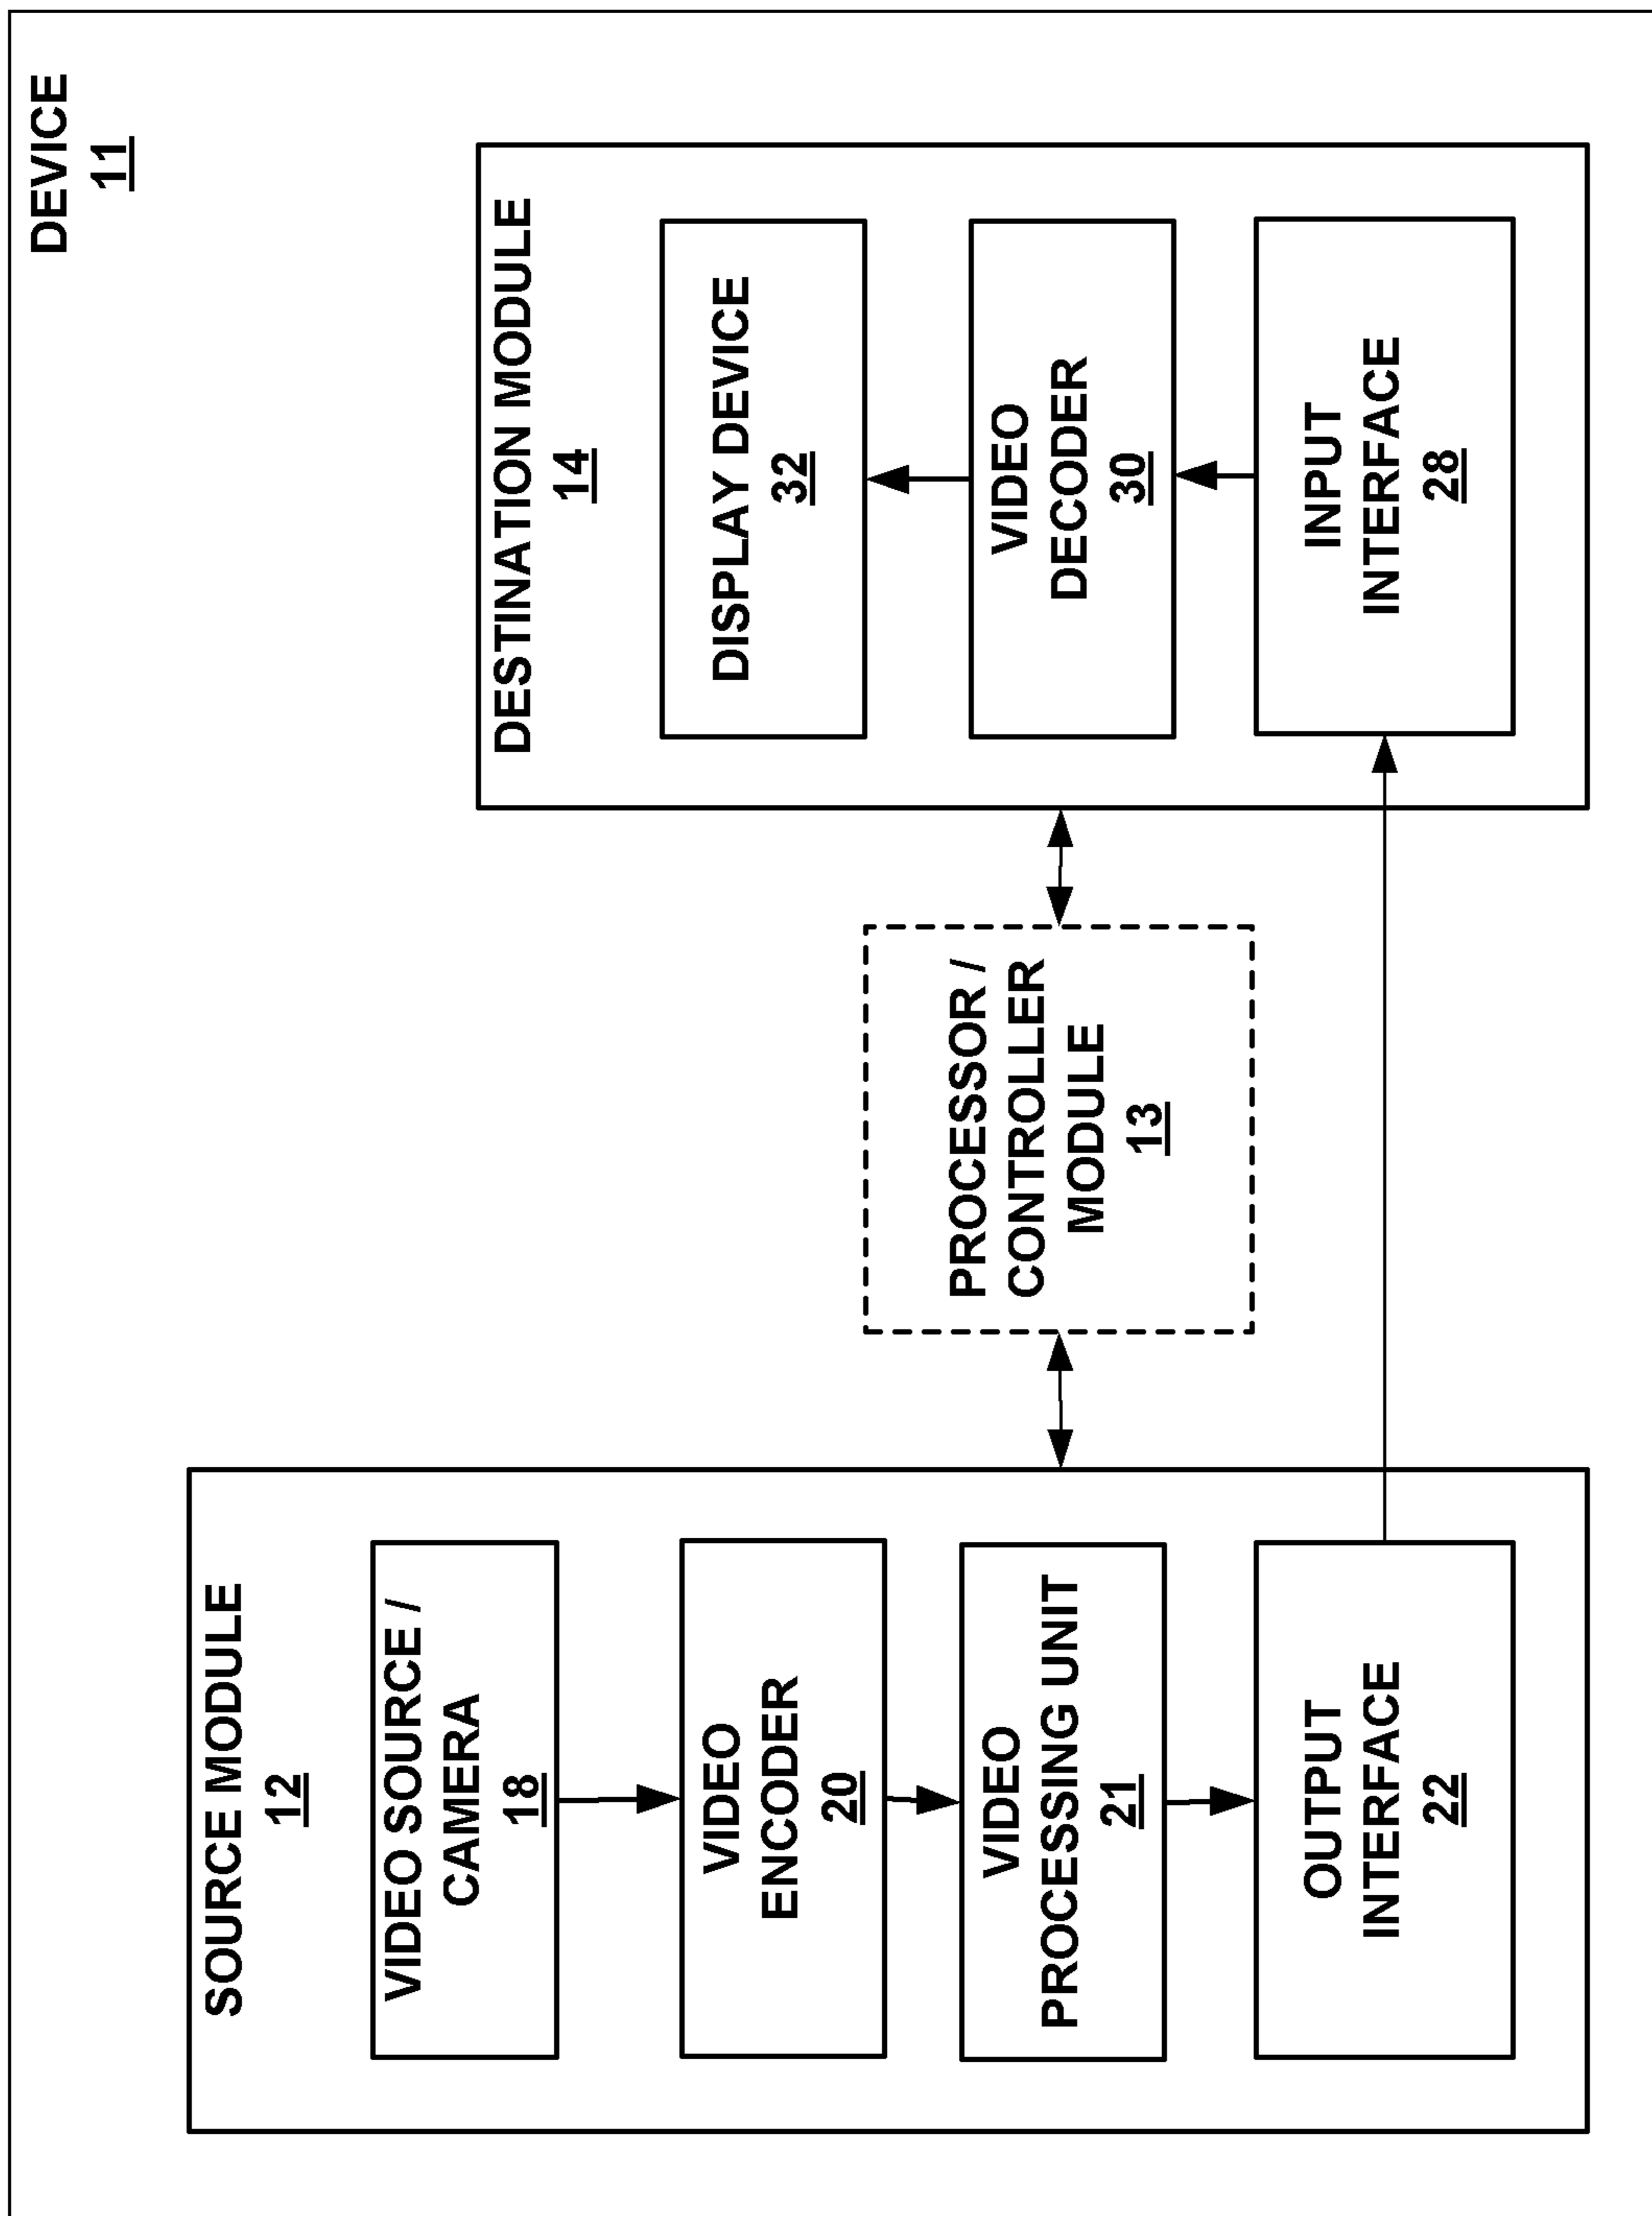 DEVICE
11
SOURCE MODULE
12
VIDEO SOURCE /
CAMERA
18
VIDEO
ENCODER
20
VIDEO
PROCESSING UNIT
21
OUTPUT
INTERFACE
22
PROCESSOR /
CONTROLLER
MODULE
13
DESTINATION MODULE
14
DISPLAY DEVICE
32
VIDEO
DECODER
30
INPUT
INTERFACE
28